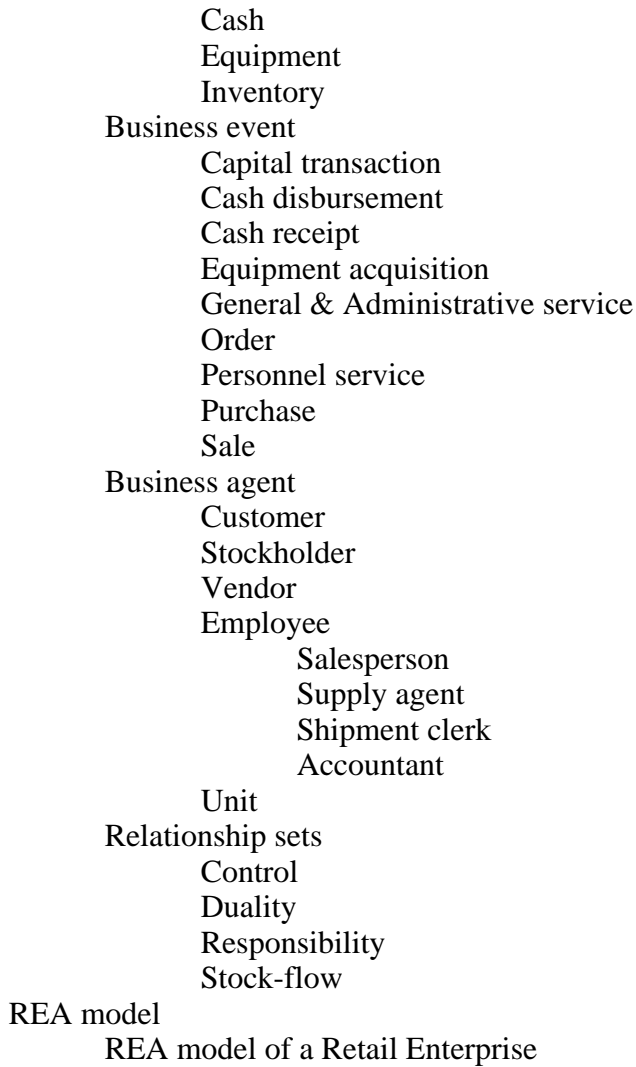 Cash
Equipment
Inventory
Business event
Capital transaction
Cash disbursement
Cash receipt
Equipment acquisition
General & Administrative service
Order
Personnel service
Purchase
Sale
Business agent
Customer
Stockholder
Vendor
Employee
Salesperson
Supply agent
Shipment clerk
Accountant
Unit
Relationship sets
Control
Duality
Responsibility
Stock-flow
REA model
REA model of a Retail Enterprise